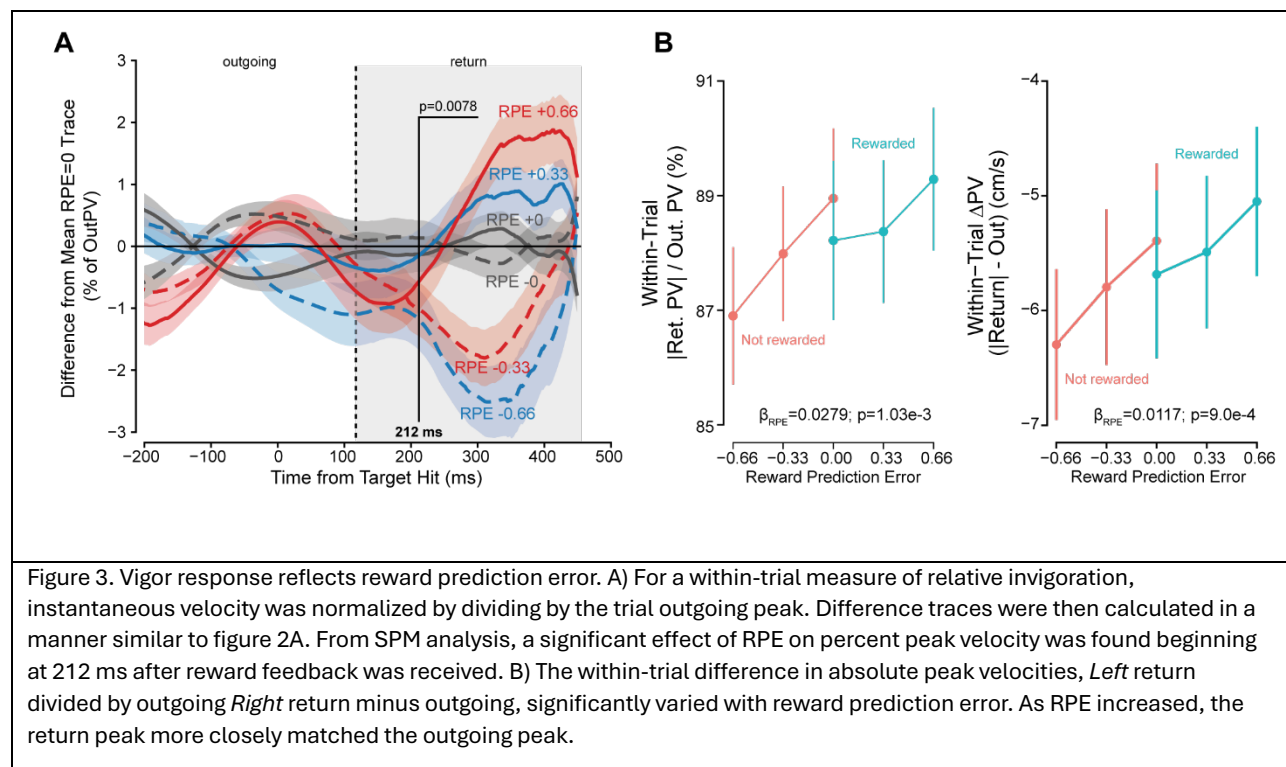 A
outgoing
return
p=0.0078
RPE +0.66
RPE +0.33
RPE +0
RPE -0
RPE -0.33
RPE -0.66
212 ms
3
2
1
0
−1
−2
−3
Difference from Mean RPE=0 Trace
(% of OutPV)
−200
−100
0
100
200
300
400
500
Time from Target Hit (ms)
B
91
89
87
85
Within-Trial
|Ret. PV| / Out. PV (%)
Rewarded
Not rewarded
βRPE=0.0279; p=1.03e-3
−0.66
−0.33
0.00
0.33
0.66
Reward Prediction Error
−4
−5
−6
−7
Within−Trial ΔPV
(|Return| - Out) (cm/s)
Rewarded
Not rewarded
βRPE=0.0117; p=9.0e-4
−0.66
−0.33
0.00
0.33
0.66
Reward Prediction Error
Figure 3. Vigor response reflects reward prediction error. A) For a within-trial measure of relative invigoration,
instantaneous velocity was normalized by dividing by the trial outgoing peak. Difference traces were then calculated in a
manner similar to figure 2A. From SPM analysis, a significant effect of RPE on percent peak velocity was found beginning
at 212 ms after reward feedback was received. B) The within-trial difference in absolute peak velocities, Left return
divided by outgoing Right return minus outgoing, significantly varied with reward prediction error. As RPE increased, the
return peak more closely matched the outgoing peak.